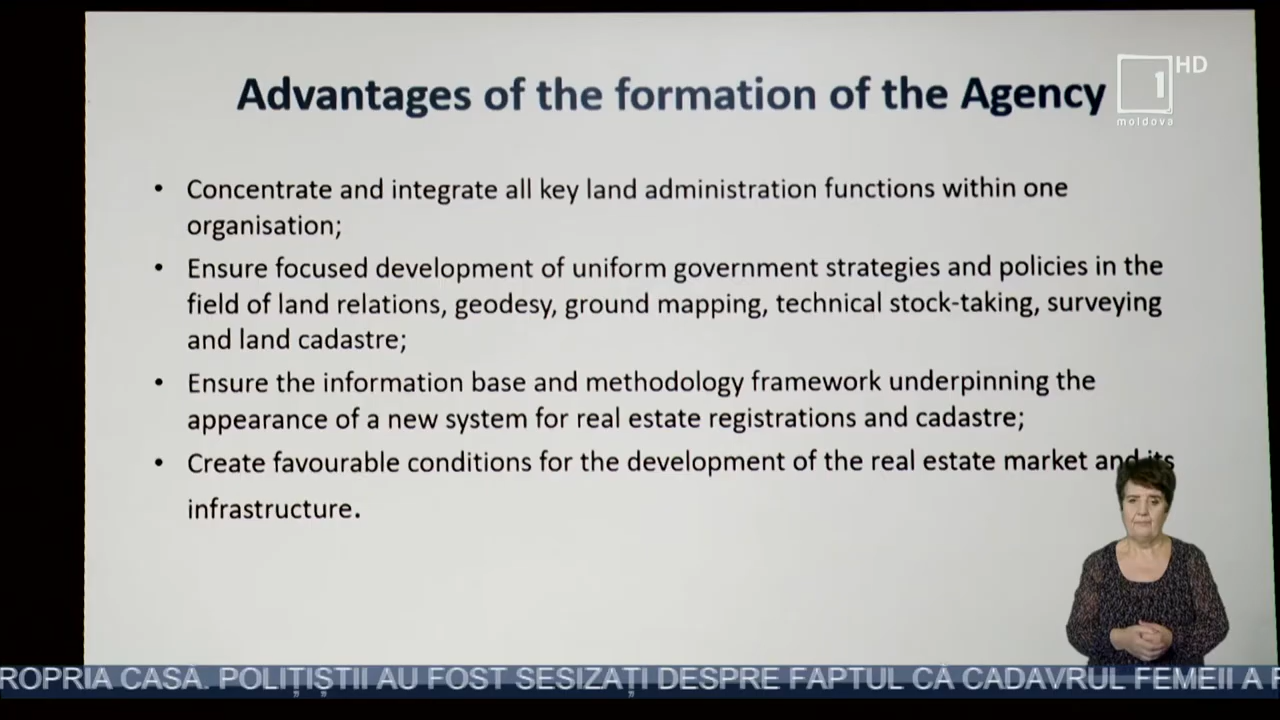 Advantages of the formation of the Agency
1 HD
moldova
• Concentrate and integrate all key land administration functions within one
organisation;
• Ensure focused development of uniform government strategies and policies in the
field of land relations, geodesy, ground mapping, technical stock-taking, surveying
and land cadastre;
• Ensure the information base and methodology framework underpinning the
appearance of a new system for real estate registrations and cadastre;
• Create favourable conditions for the development of the real estate market and its
infrastructure.
ROPRIA CASĂ. POLIȚIȘTII AU FOST SESIZAȚI DESPRE FAPTUL CĂ CADAVRUL FEMEII A